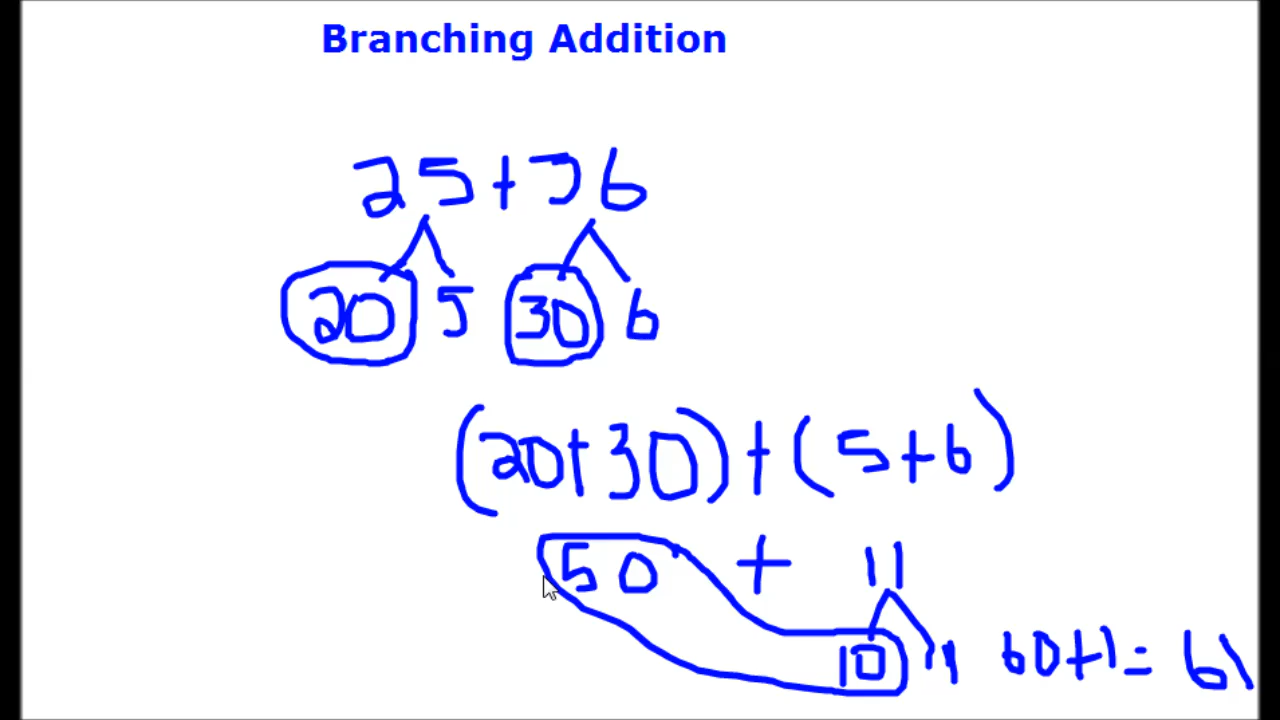 Branching Addition
25+36
20 5 30 6
(20+30)+(5+6)
50 + 11
10 1 60+1=61